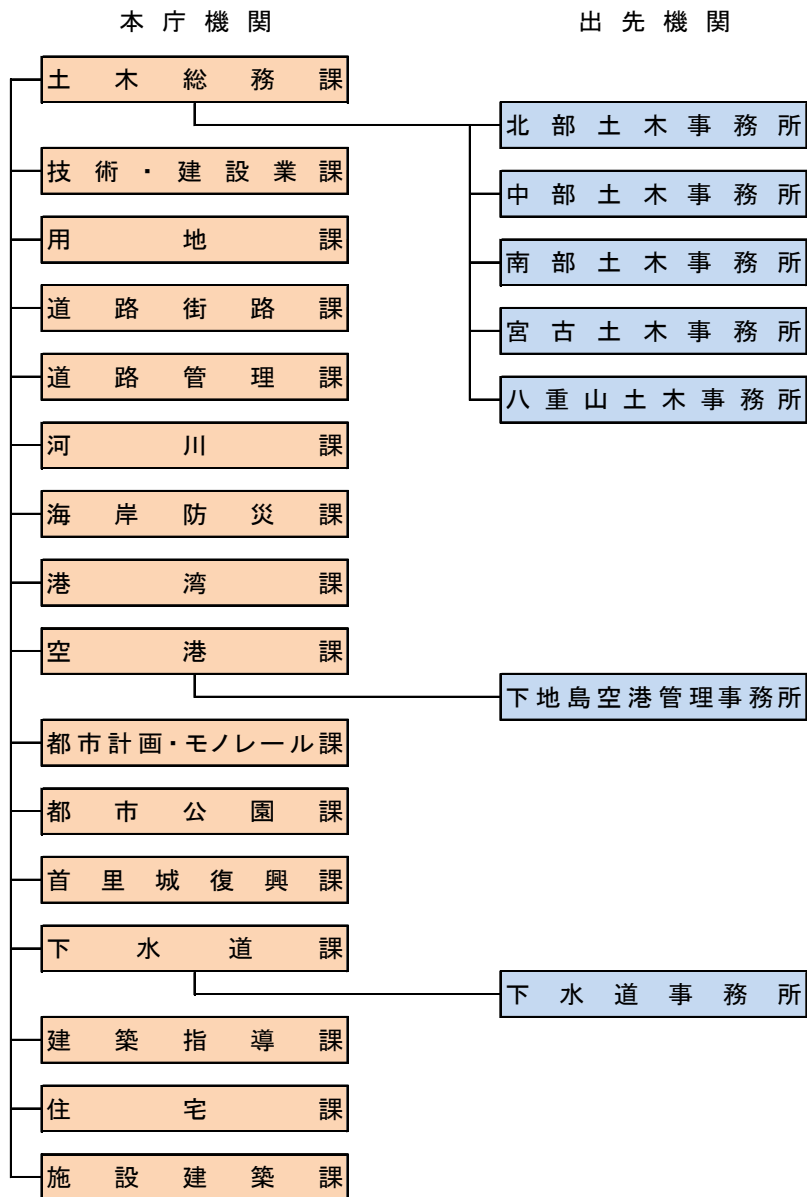 本庁機関
出先機関
土木総務課
北部土木事務所
技術・建設業課
中部土木事務所
用地課
南部土木事務所
道路街路課
宮古土木事務所
道路管理課
八重山土木事務所
河川課
海岸防災課
港湾課
空港課
下地島空港管理事務所
都市計画・モノレール課
都市公園課
首里城復興課
下水道課
下水道事務所
建築指導課
住宅課
施設建築課